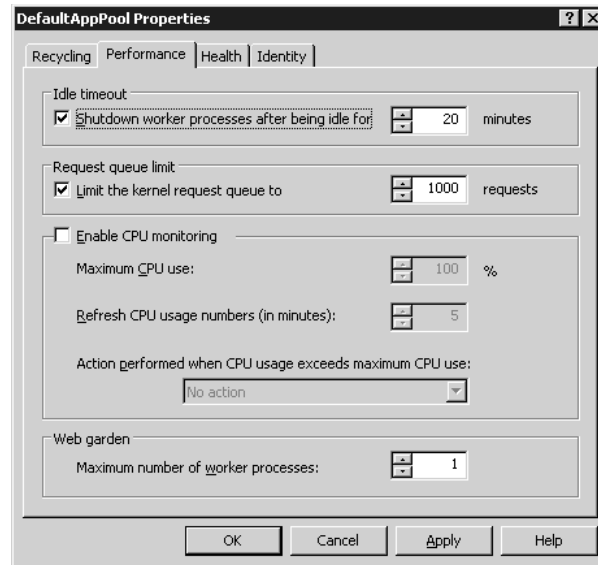 DefaultAppPool Properties
Recycling Performance Health Identity
Idle timeout
Shutdown worker processes after being idle for 20 minutes
Request queue limit
Limit the kernel request queue to 1000 requests
Enable CPU monitoring
Maximum CPU use: 100 %
Refresh CPU usage numbers (in minutes): 5
Action performed when CPU usage exceeds maximum CPU use:
No action
Web garden
Maximum number of worker processes: 1
OK Cancel Apply Help